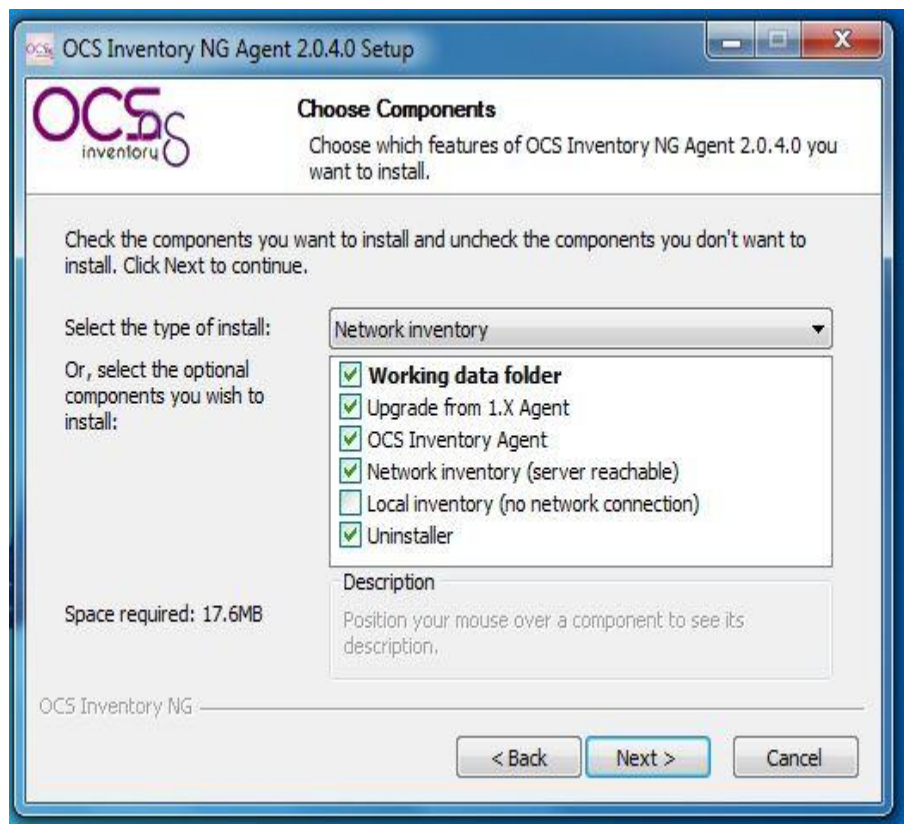 OCS Inventory NG Agent 2.0.4.0 Setup
OCSng
inventory
Choose Components
Choose which features of OCS Inventory NG Agent 2.0.4.0 you
want to install.
Check the components you want to install and uncheck the components you don't want to
install. Click Next to continue.
Select the type of install:
Network inventory
Or, select the optional
components you wish to
install:
Working data folder
Upgrade from 1.X Agent
OCS Inventory Agent
Network inventory (server reachable)
Local inventory (no network connection)
Uninstaller
Space required: 17.6MB
Description
Position your mouse over a component to see its
description.
OCS Inventory NG
< Back
Next >
Cancel